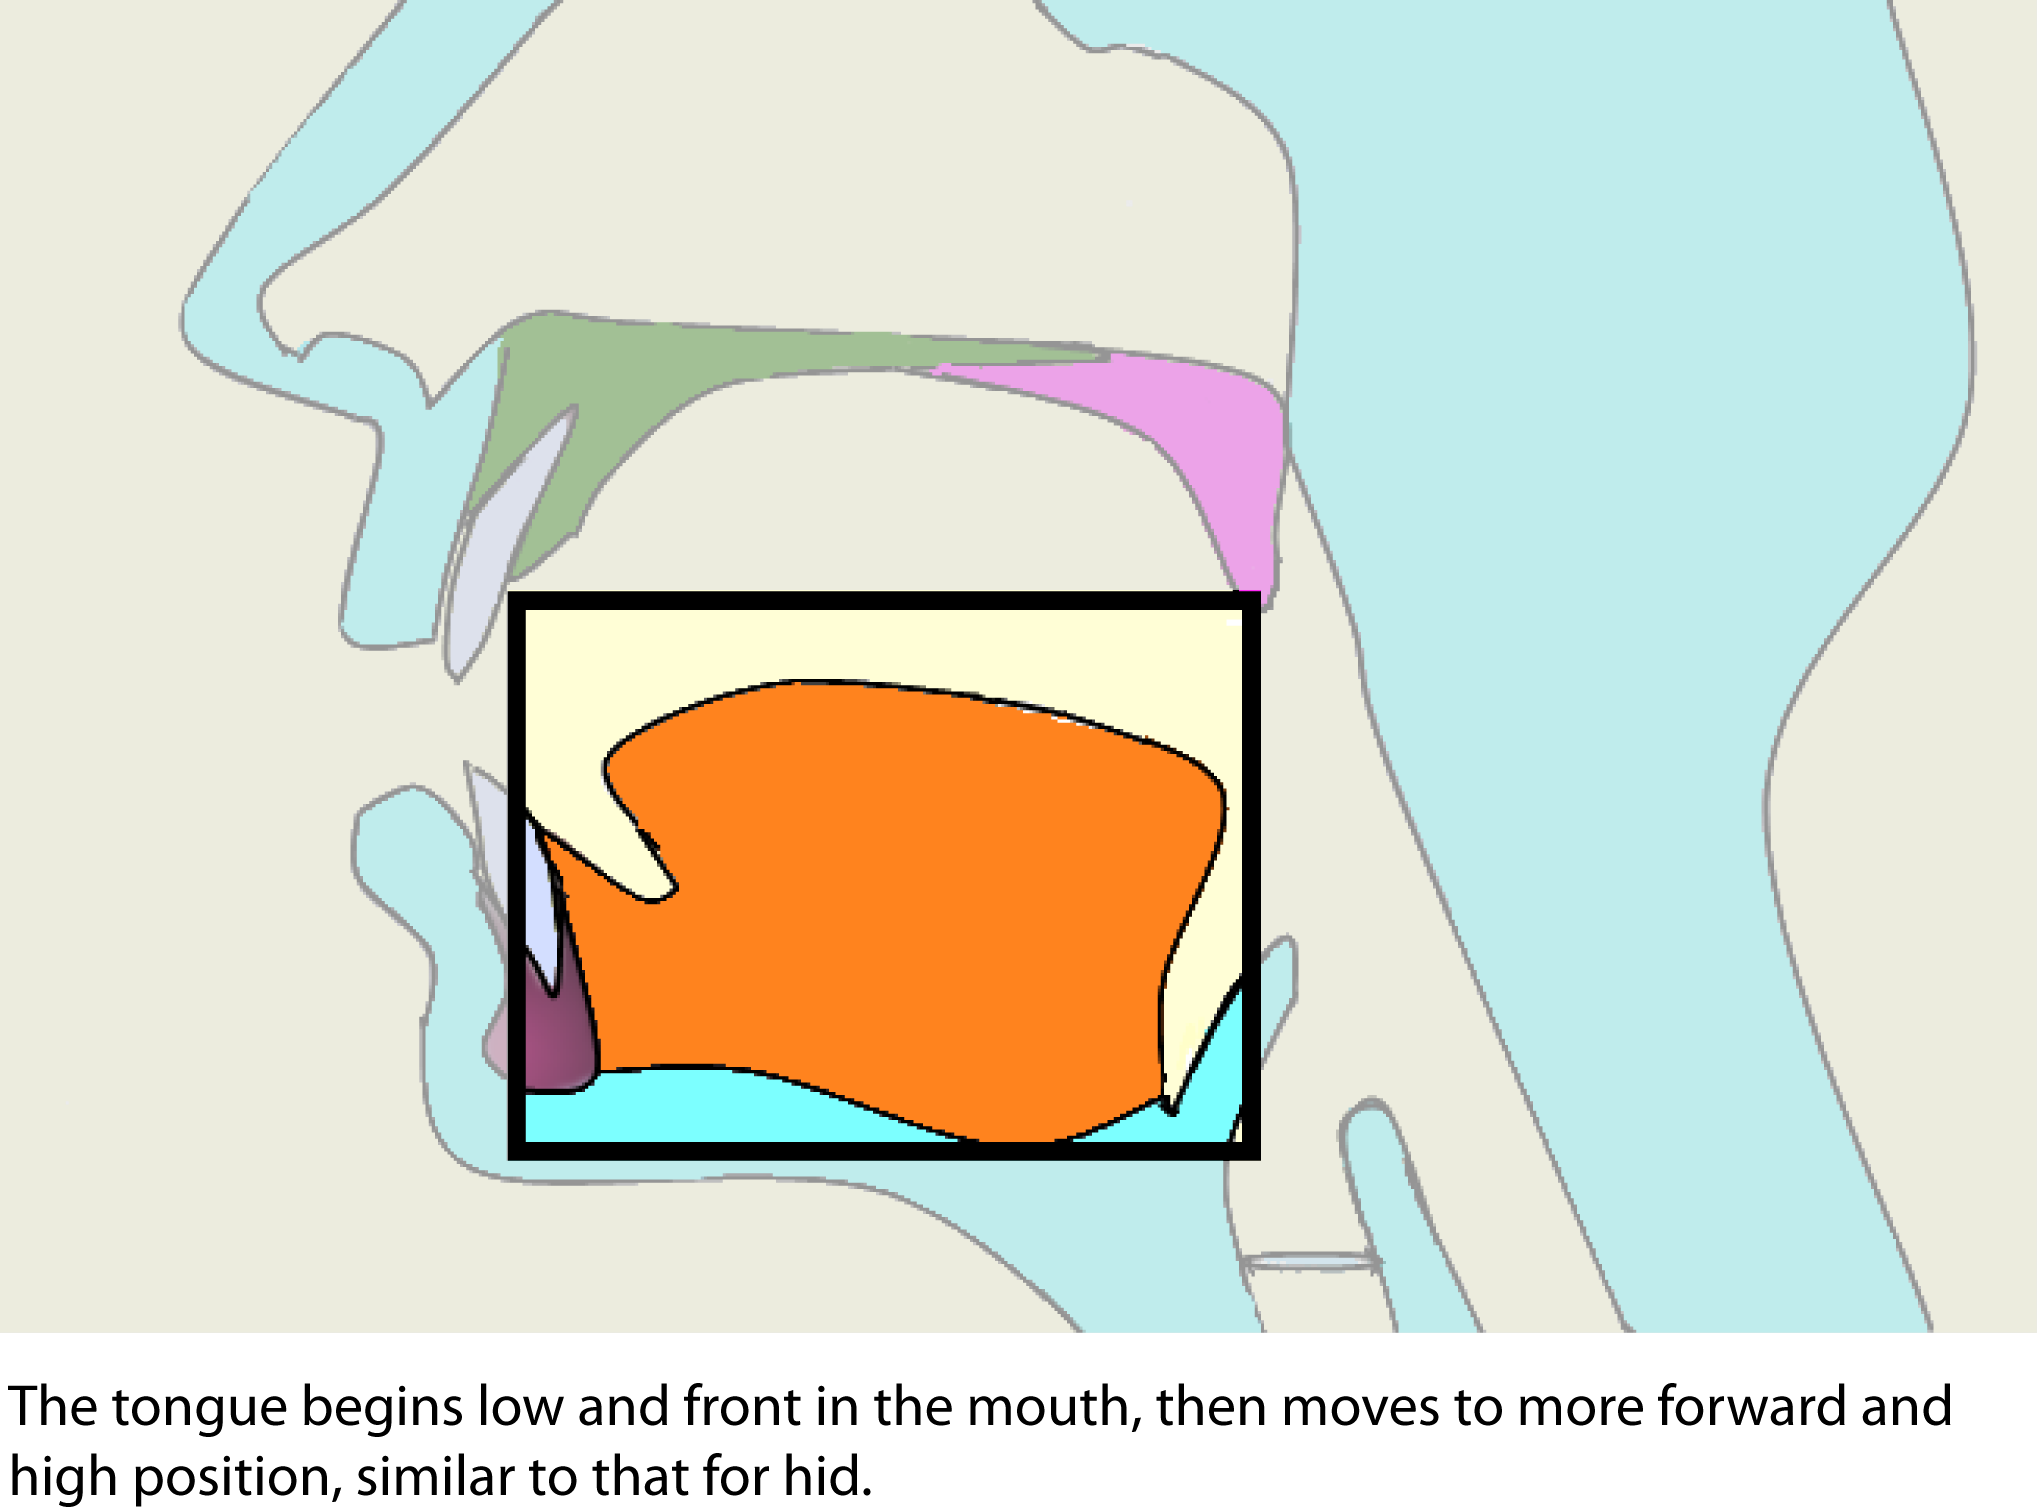 The tongue begins low and front in the mouth, then moves to more forward and
high position, similar to that for hid.